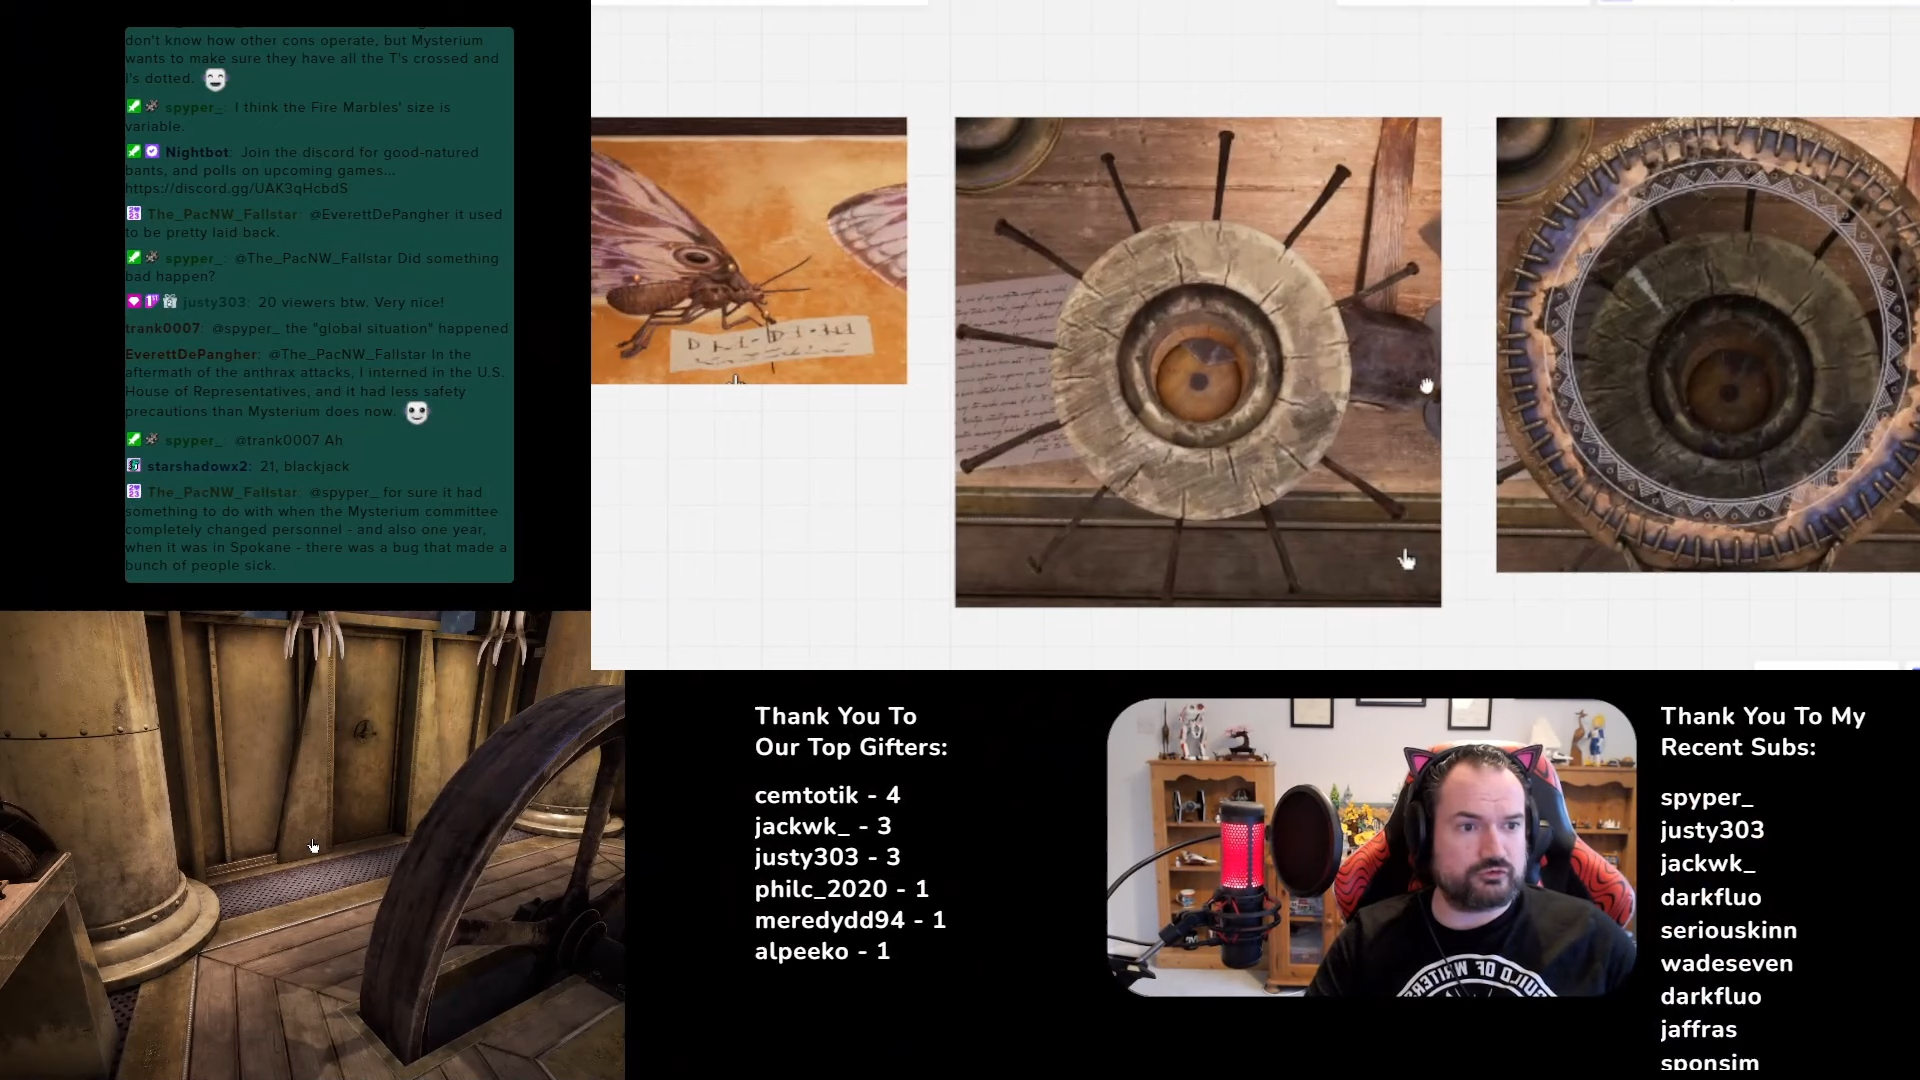 don't know how other cons operate, but Mysterium
wants to make sure they have all the T's crossed and
I's dotted.
spyper_: I think the Fire Marbles' size is
variable.
Nightbot: Join the discord for good-natured
bants, and polls on upcoming games...
https://discord.gg/UAK3qHcbdS
The_PacNW_Fallstar: @EverettDePangher it used
to be pretty laid back.
spyper_: @The_PacNW_Fallstar Did something
bad happen?
justy303: 20 viewers btw. Very nice!
trank0007: @spyper_ the "global situation" happened
EverettDePangher: @The_PacNW_Fallstar In the
aftermath of the anthrax attacks, I interned in the U.S.
House of Representatives, and it had less safety
precautions than Mysterium does now.
spyper_: @trank0007 Ah
starshadowx2: 21, blackjack
The_PacNW_Fallstar: @spyper_ for sure it had
something to do with when the Mysterium committee
completely changed personnel - and also one year,
when it was in Spokane - there was a bug that made a
bunch of people sick.
Thank You To
Our Top Gifters:
cemtotik - 4
jackwk_ - 3
justy303 - 3
philc_2020 - 1
meredydd94 - 1
alpeeko - 1
Thank You To My
Recent Subs:
spyper_
justy303
jackwk_
darkfluo
seriouskinn
wadeseven
darkfluo
jaffras
sponsim